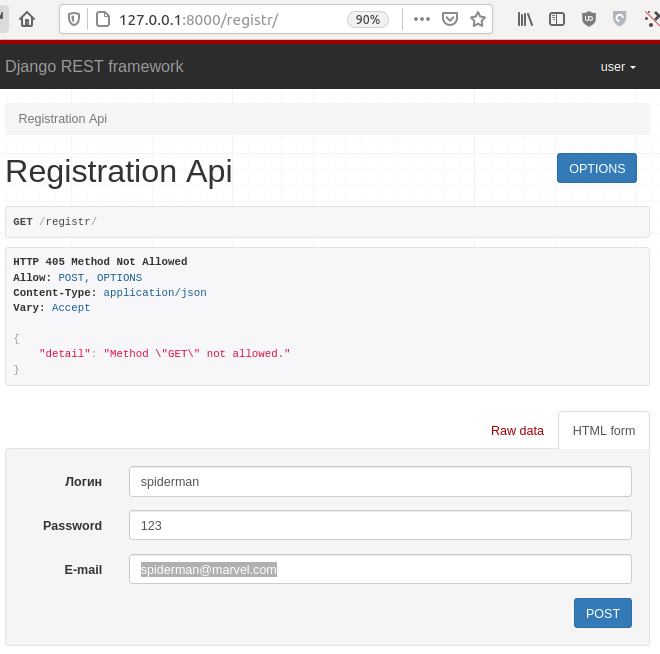 127.0.0.1:8000/registr/ 90%
Django REST framework user
Registration Api
Registration Api OPTIONS
GET /registr/
HTTP 405 Method Not Allowed
Allow: POST, OPTIONS
Content-Type: application/json
Vary: Accept
{
"detail": "Method \"GET\" not allowed."
}
Raw data HTML form
Логин spiderman
Password 123
E-mail spiderman@marvel.com
POST